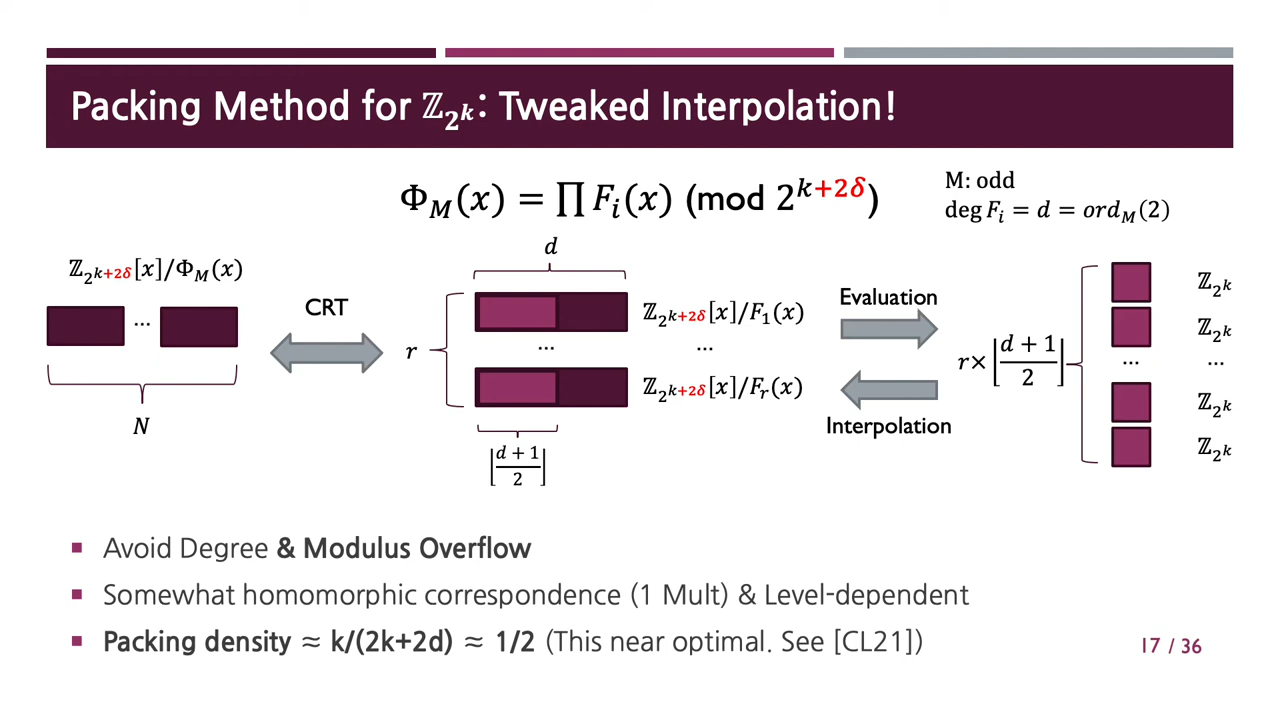 Packing Method for ℤ_{2^k}: Tweaked Interpolation!
Φ_M(x) = ∏ F_i(x) (mod 2^{k+2δ})
M: odd
deg F_i = d = ord_M(2)
ℤ_{2^{k+2δ}}[x]/Φ_M(x)
...
N
CRT
d
r
ℤ_{2^{k+2δ}}[x]/F_1(x)
... ...
ℤ_{2^{k+2δ}}[x]/F_r(x)
⌊(d + 1)/2⌋
Evaluation
Interpolation
r× ⌊(d + 1)/2⌋
ℤ_{2^k}
ℤ_{2^k}
... ...
ℤ_{2^k}
ℤ_{2^k}
▪ Avoid Degree & Modulus Overflow
▪ Somewhat homomorphic correspondence (1 Mult) & Level-dependent
▪ Packing density ≈ k/(2k+2d) ≈ 1/2 (This near optimal. See [CL21])
17 / 36